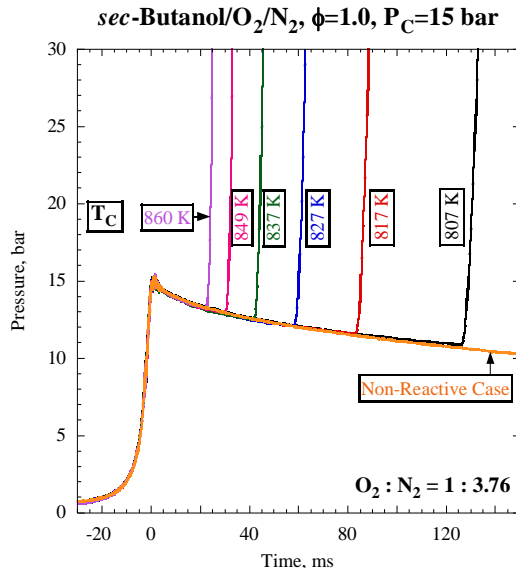 sec-Butanol/O2/N2, ϕ=1.0, PC=15 bar
30
25
20
15
10
5
0
Pressure, bar
TC
860 K
849 K
837 K
827 K
817 K
807 K
Non-Reactive Case
O2 : N2 = 1 : 3.76
-20 0 40 80 120
Time, ms